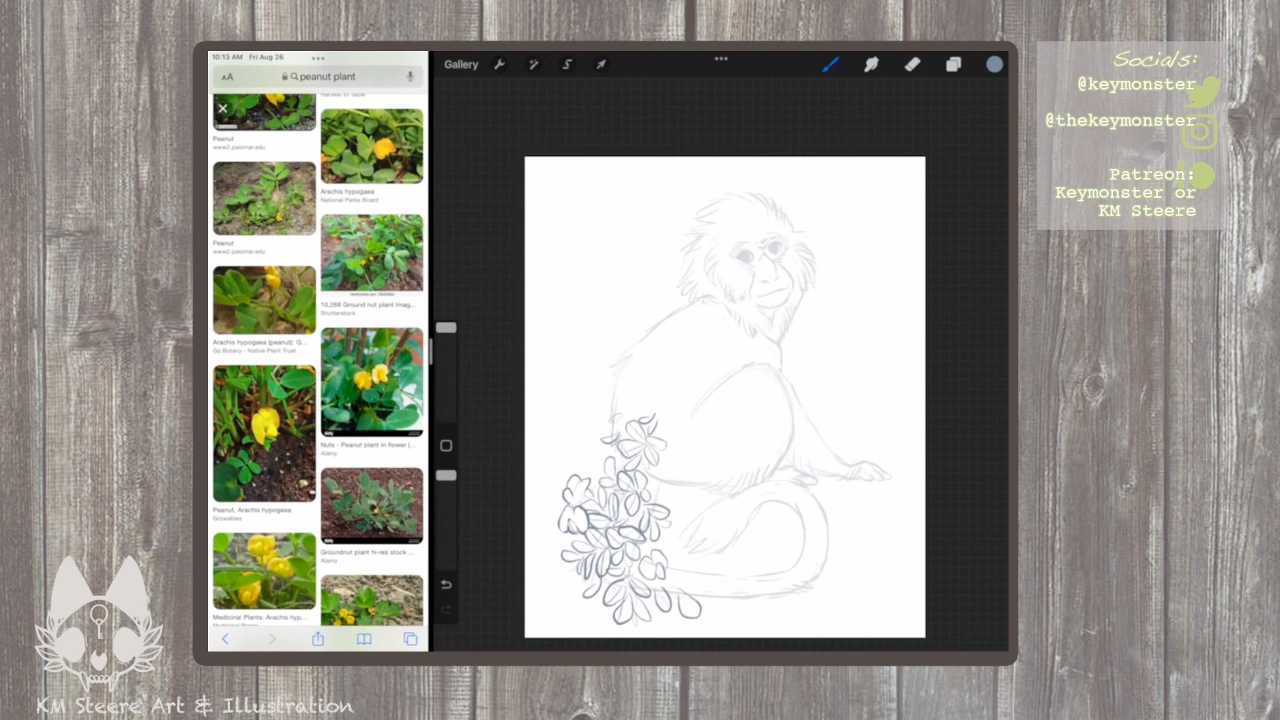 10:13 AM Fri Aug 26
AA
peanut plant
Peanut
www2.palomar.edu
Arachis hypogaea
National Parks Board
Peanut
www2.palomar.edu
10,288 Ground nut plant Imag...
Shutterstock
Arachis hypogaea (peanut): G...
Go Botany - Native Plant Trust
Nuts - Peanut plant in flower (...
Alamy
Peanut, Arachis hypogaea
Growables
Groundnut plant hi-res stock ...
Alamy
Medicinal Plants: Arachis hyp...
Gallery
Socials:
@keymonster
@thekeymonster
Patreon:
Keymonster or
KM Steere
KM Steere Art & Illustration